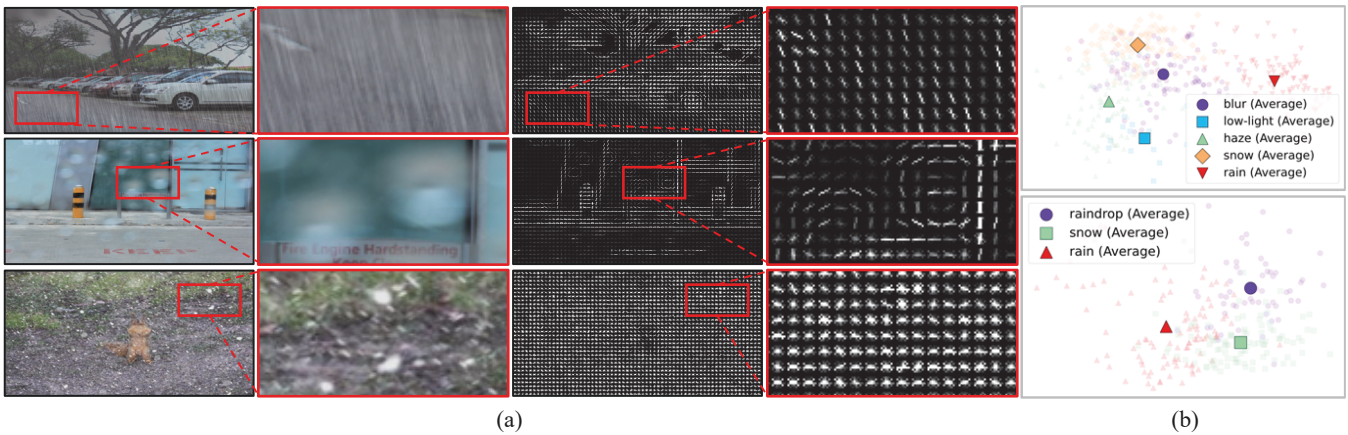 blur (Average)
low-light (Average)
haze (Average)
snow (Average)
rain (Average)
Fire Engine Hardstanding
KEEP
raindrop (Average)
snow (Average)
rain (Average)
(a)
(b)